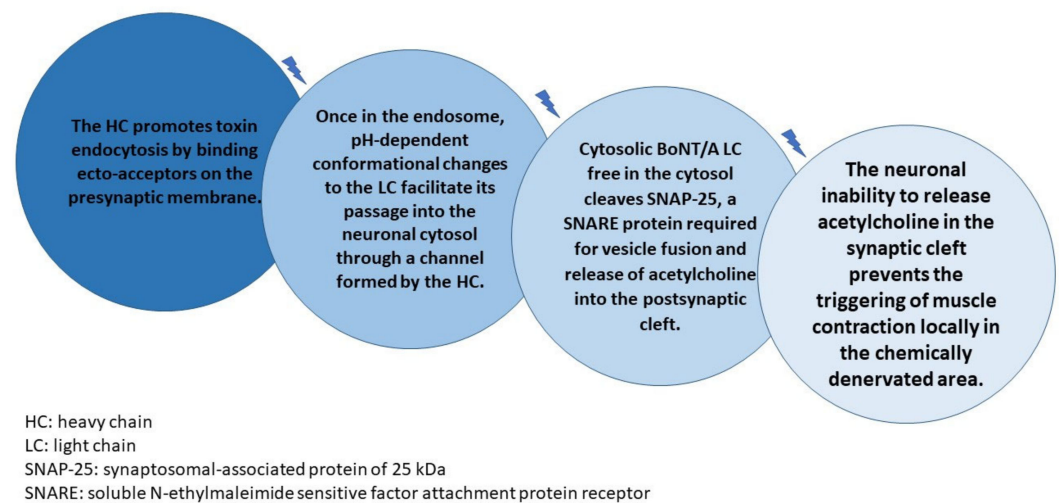 The HC promotes toxin
endocytosis by binding
ecto-acceptors on the
presynaptic membrane.
Once in the endosome,
pH-dependent
conformational changes
to the LC facilitate its
passage into the
neuronal cytosol
through a channel
formed by the HC.
Cytosolic BoNT/A LC
free in the cytosol
cleaves SNAP-25, a
SNARE protein required
for vesicle fusion and
release of acetylcholine
into the postsynaptic
cleft.
The neuronal
inability to release
acetylcholine in the
synaptic cleft
prevents the
triggering of muscle
contraction locally in
the chemically
denervated area.
HC: heavy chain
LC: light chain
SNAP-25: synaptosomal-associated protein of 25 kDa
SNARE: soluble N-ethylmaleimide sensitive factor attachment protein receptor